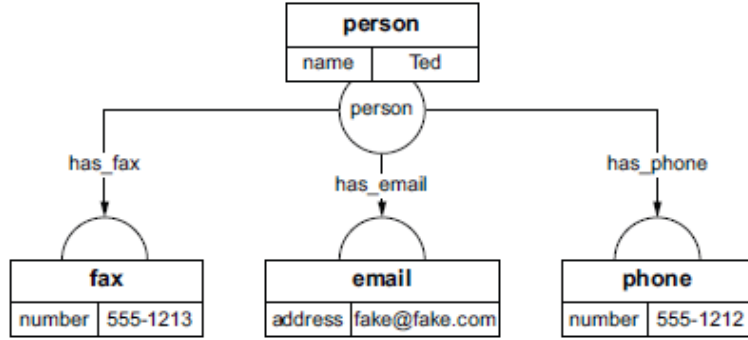 person
name Ted
person
has_fax
has_email
has_phone
fax
number 555-1213
email
address fake@fake.com
phone
number 555-1212